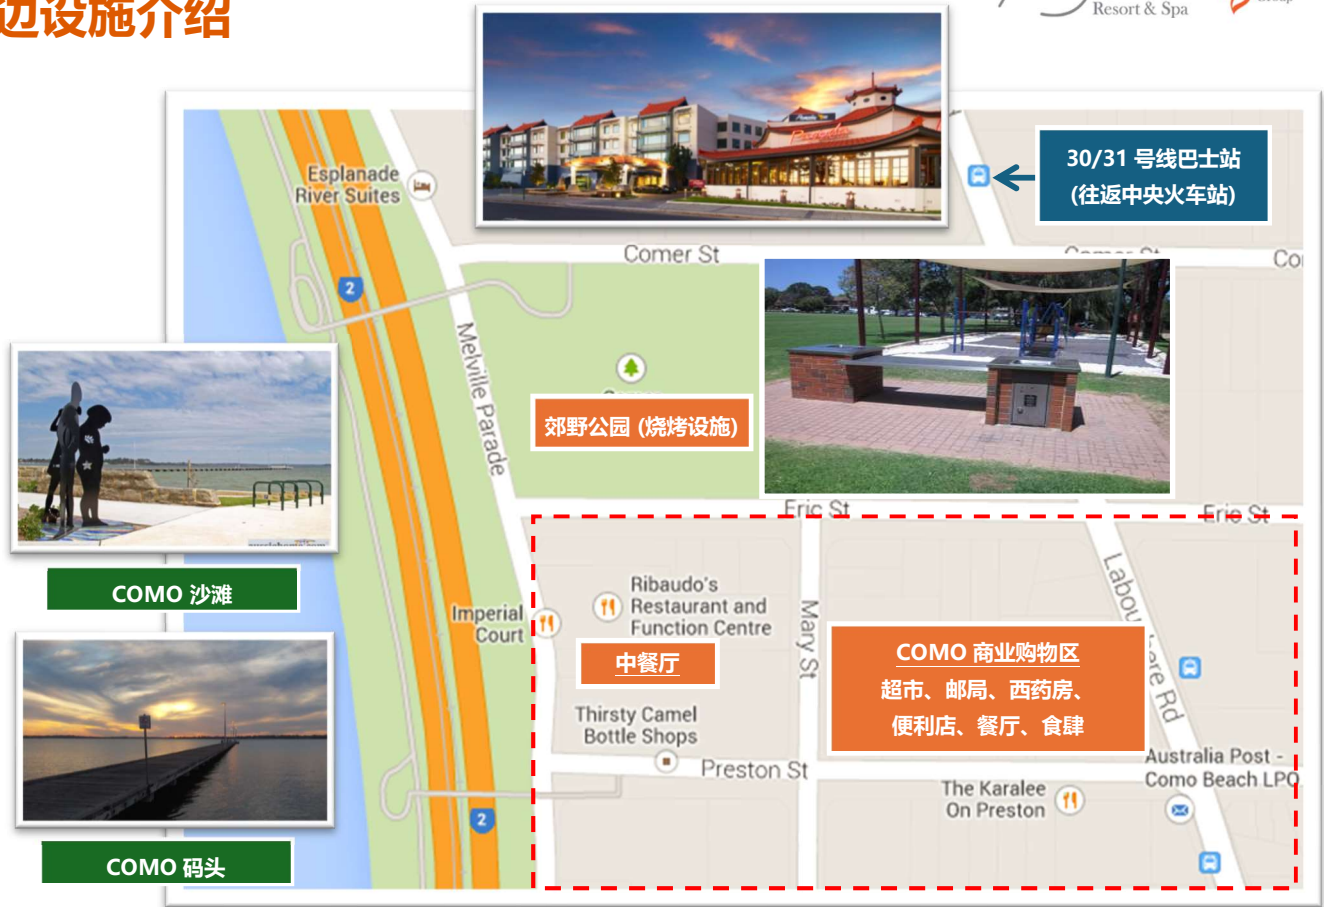 边设施介绍
Resort & Spa
Esplanade
River Suites
30/31 号线巴士站
(往返中央火车站)
Comer St
2
Melville Parade
郊野公园 (烧烤设施)
Eric St
Eric St
COMO 沙滩
Imperial
Court
Ribaudo's
Restaurant and
Function Centre
中餐厅
Mary St
COMO 商业购物区
超市、邮局、西药房、
便利店、餐厅、食肆
Thirsty Camel
Bottle Shops
Preston St
The Karalee
On Preston
Australia Post -
Como Beach LPO
2
COMO 码头